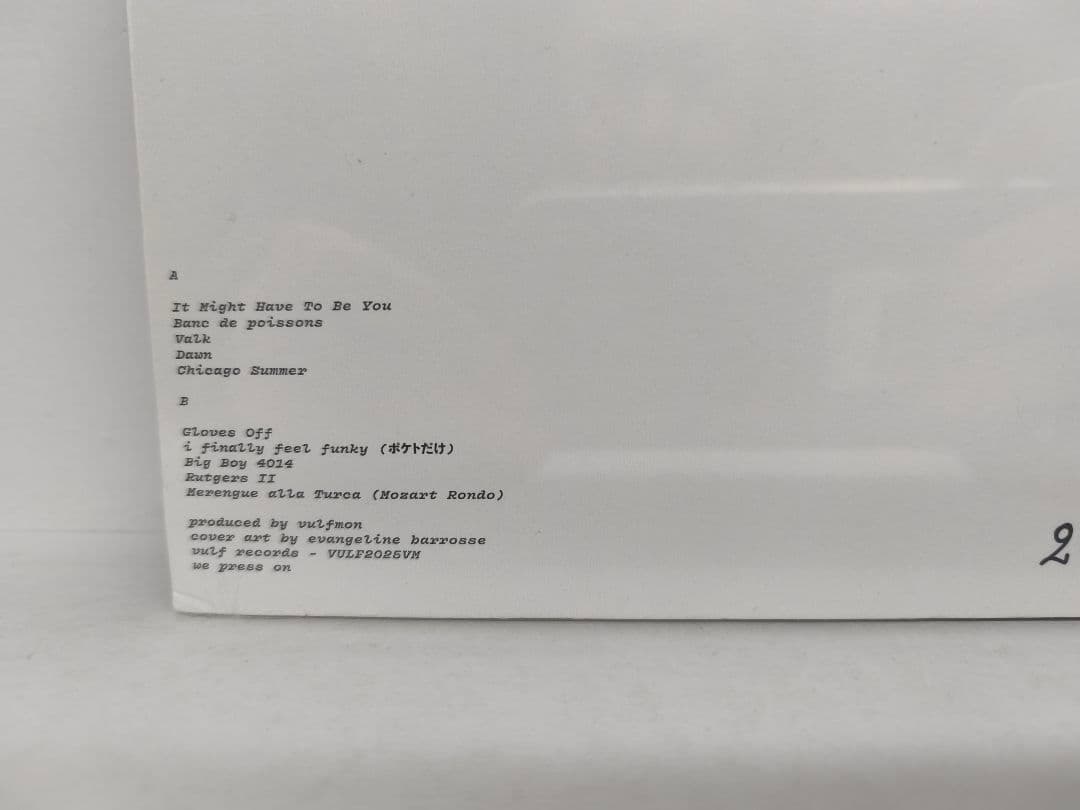 A
It Might Have To Be You
Banc de poissons
Valk
Dawn
Chicago Summer
B
Gloves Off
i finally feel funky (ポケトだけ)
Big Boy 4014
Rutgers II
Merengue alla Turca (Mozart Rondo)
produced by vulfmon
cover art by evangeline barrosse
vulf records - VULF2025VM
we press on
2